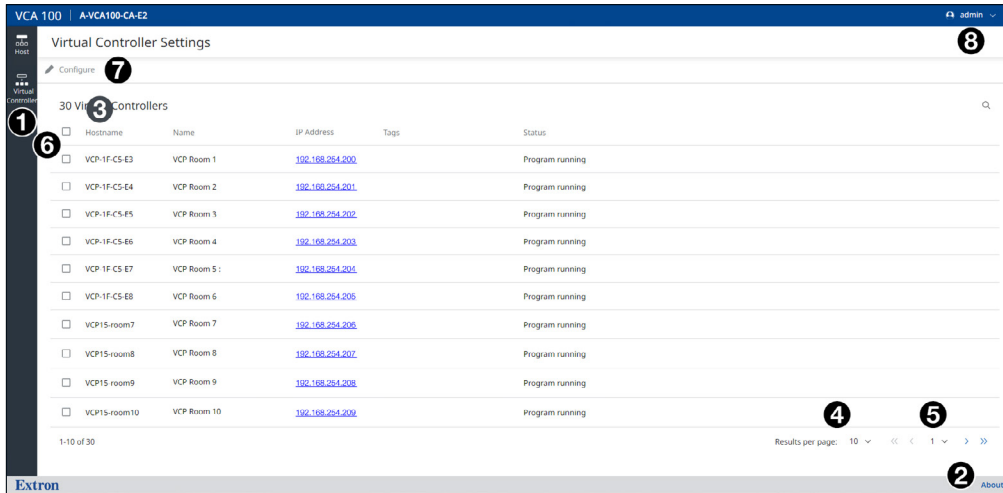 VCA 100 | A-VCA100-CA-E2 admin
Host
Virtual Controller Settings
8
Configure 7
Virtual
Controller
1
30 Vi 3 Controllers
6
Hostname Name IP Address Tags Status
VCP-1F-C5-E3 VCP Room 1 192.168.254.200 Program running
VCP-1F-C5-E4 VCP Room 2 192.168.254.201 Program running
VCP-1F-C5-E5 VCP Room 3 192.168.254.202 Program running
VCP-1F-C5-E6 VCP Room 4 192.168.254.203 Program running
VCP-1F-C5-E7 VCP Room 5 : 192.168.254.204 Program running
VCP-1F-C5-E8 VCP Room 6 192.168.254.205 Program running
VCP15-room7 VCP Room 7 192.168.254.206 Program running
VCP15-room8 VCP Room 8 192.168.254.207 Program running
VCP15-room9 VCP Room 9 192.168.254.208 Program running
VCP15-room10 VCP Room 10 192.168.254.209 Program running
4 5
1-10 of 30 Results per page: 10 « < 1 > »
2
Extron About